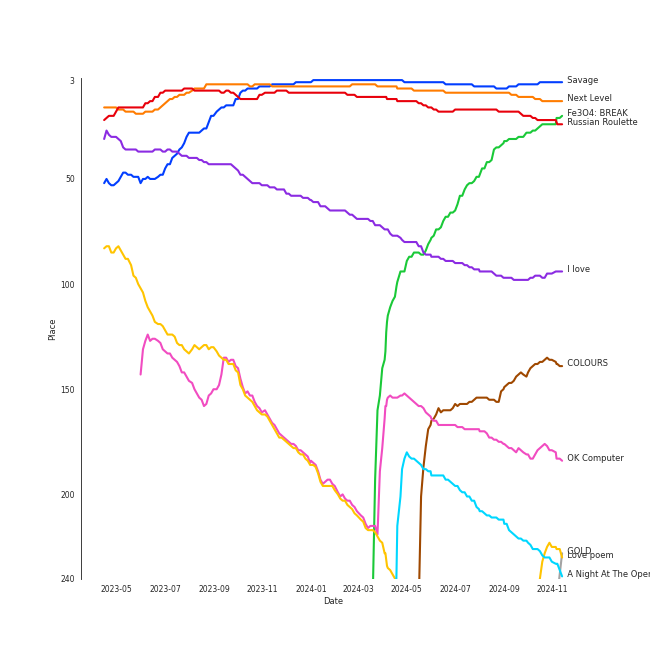 3
50
100
150
200
240
Place
2023-05
2023-07
2023-09
2023-11
2024-01
2024-03
2024-05
2024-07
2024-09
2024-11
Date
Savage
Next Level
Fe3O4: BREAK
Russian Roulette
I love
COLOURS
OK Computer
GOLD
Love poem
A Night At The Oper